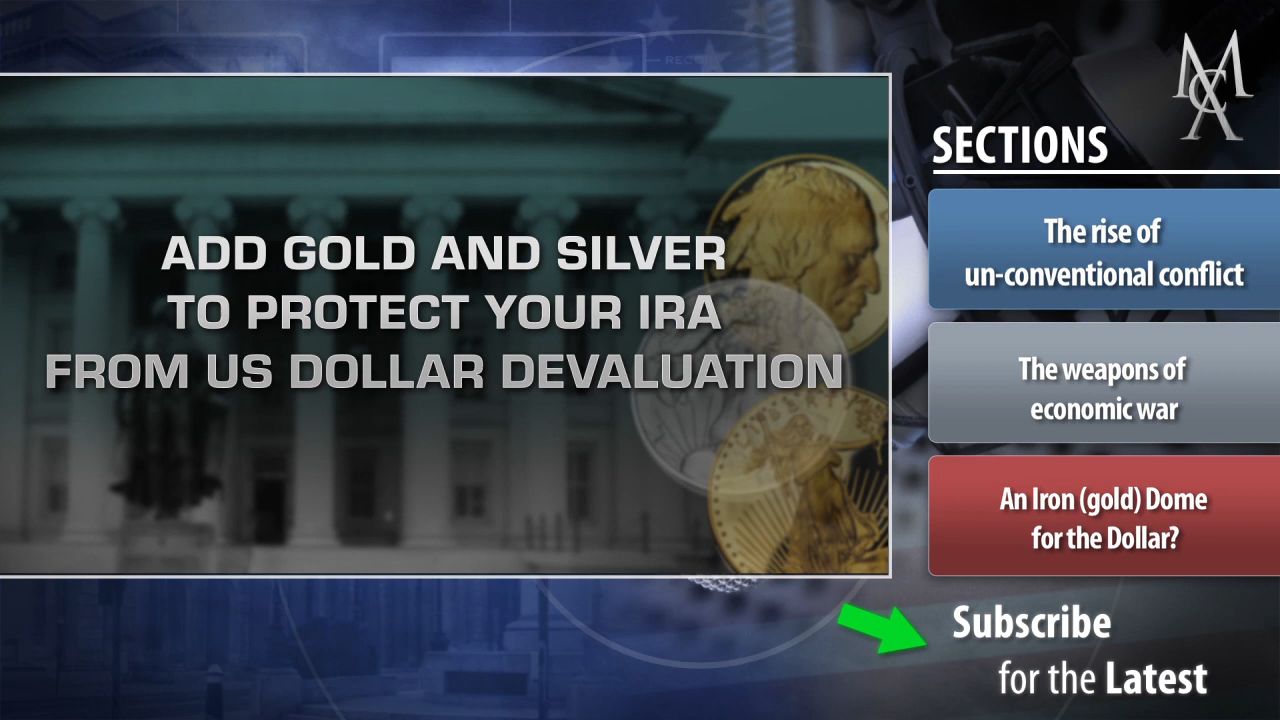 ADD GOLD AND SILVER
TO PROTECT YOUR IRA
FROM US DOLLAR DEVALUATION
MCA
SECTIONS
The rise of
un-conventional conflict
The weapons of
economic war
An Iron (gold) Dome
for the Dollar?
Subscribe
for the Latest